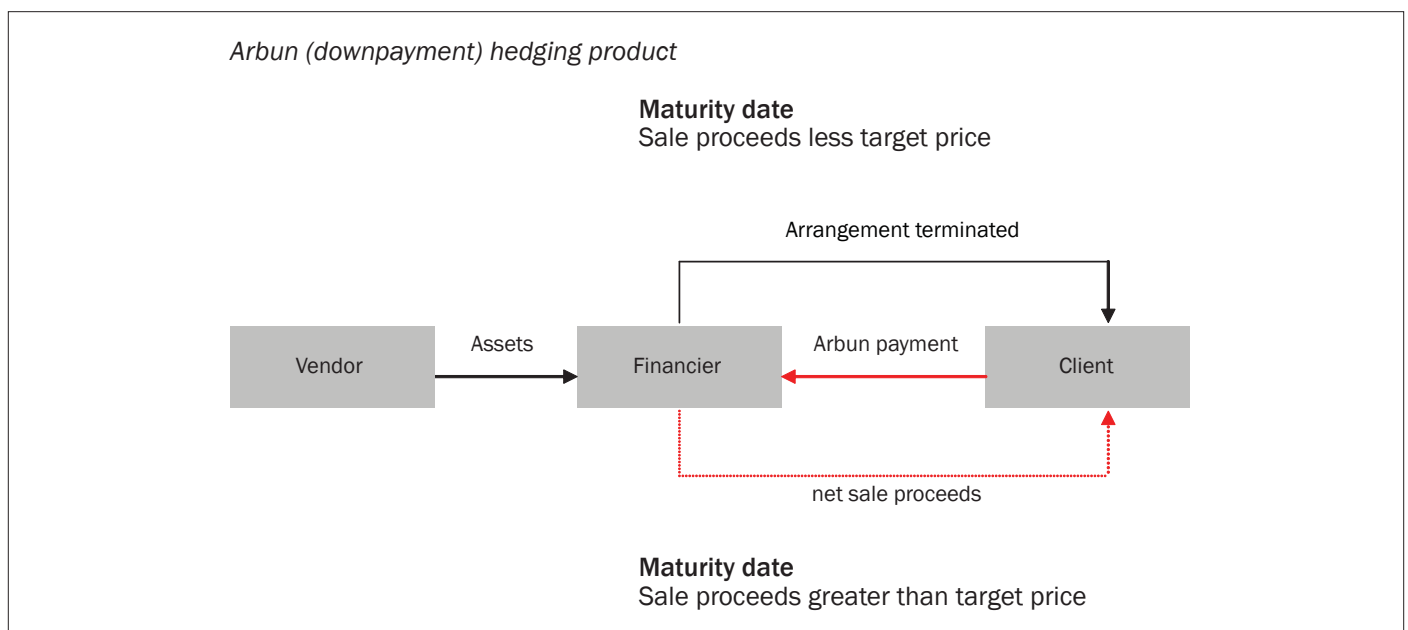 Arbun (downpayment) hedging product
Maturity date
Sale proceeds less target price
Arrangement terminated
Vendor
Assets
Financier
Arbun payment
Client
net sale proceeds
Maturity date
Sale proceeds greater than target price